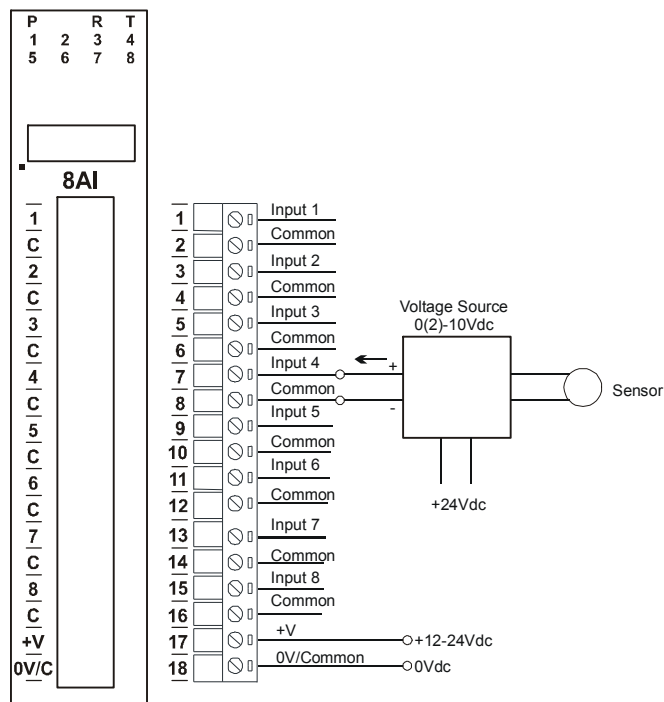 P R T
1 2 3 4
5 6 7 8
8AI
1
C
2
C
3
C
4
C
5
C
6
C
7
C
8
C
+V
0V/C
1 Input 1
2 Common
3 Input 2
4 Common
5 Input 3
6 Common
7 Input 4
8 Common
9 Input 5
10 Common
11 Input 6
12 Common
13 Input 7
14 Common
15 Input 8
16 Common
17 +V +12-24Vdc
18 0V/Common 0Vdc
Voltage Source
0(2)-10Vdc
+
-
Sensor
+24Vdc